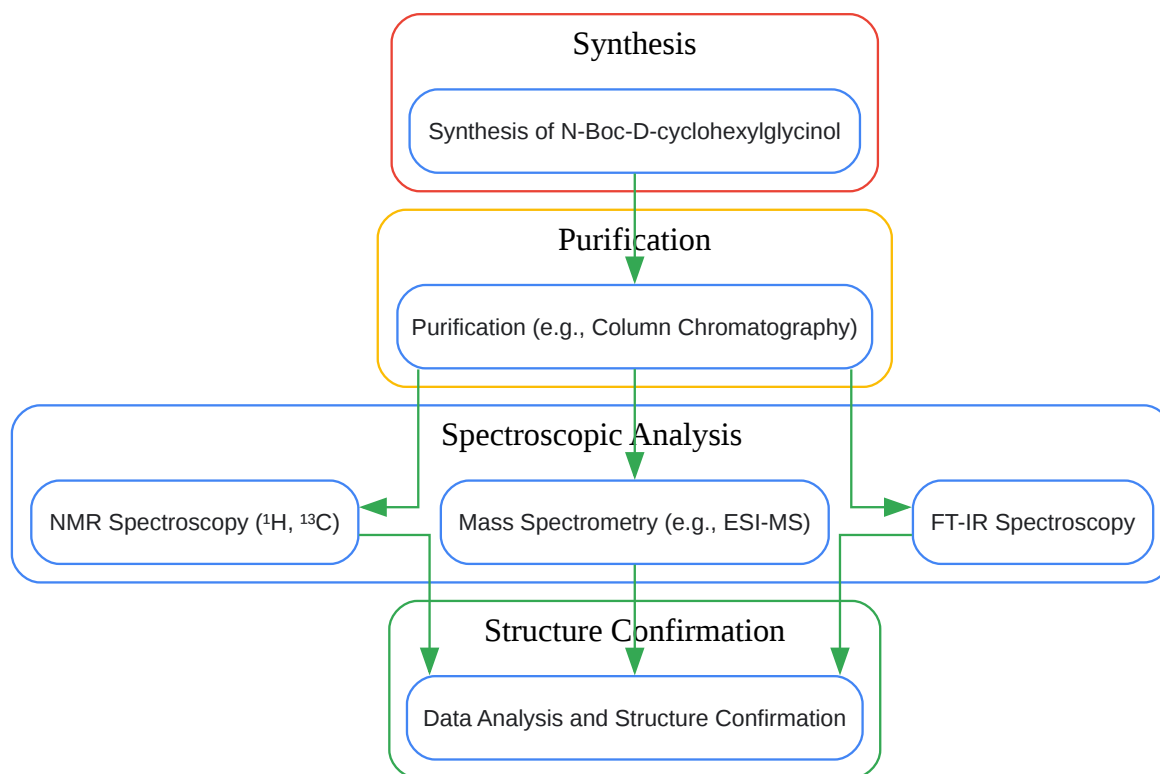 Synthesis
Synthesis of N-Boc-D-cyclohexylglycinol
Purification
Purification (e.g., Column Chromatography)
Spectroscopic Analysis
NMR Spectroscopy (¹H, ¹³C)
Mass Spectrometry (e.g., ESI-MS)
FT-IR Spectroscopy
Structure Confirmation
Data Analysis and Structure Confirmation